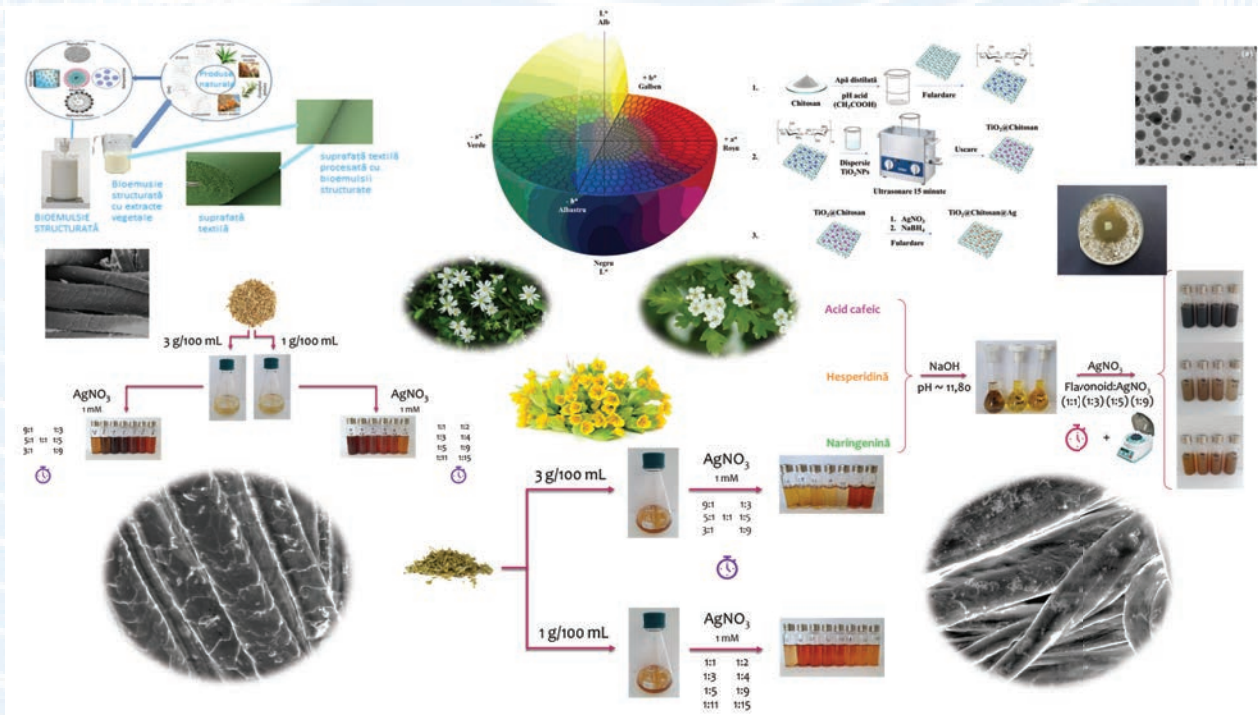 Produse
naturale
BIOEMULSIE
STRUCTURATĂ
Bioemusie
structurată
cu extracte
vegetale
suprafață
textilă
suprafață textilă
procesată cu
bioemulsii
structurate
L*
Alb
+ b*
Galben
- a*
Verde
+ a*
Roșu
- b*
Albastru
Negru
L*
1.
Chitosan
Apă distilată
pH acid
(CH₃COOH)
Fulardare
2.
Dispersie
TiO₂NPs
Ultrasonare 15 minute
Uscare
TiO₂@Chitosan
3.
TiO₂@Chitosan
1. AgNO₃
2. NaBH₄
Fulardare
TiO₂@Chitosan@Ag
3 g/100 mL
1 g/100 mL
AgNO₃
1 mM
9:1 1:3
5:1 1:1 1:5
3:1 1:9
AgNO₃
1 mM
1:1 1:2
1:3 1:4
1:5 1:9
1:11 1:15
Acid cafeic
Hesperidină
Naringenină
NaOH
pH ~ 11,80
AgNO₃
Flavonoid:AgNO₃
(1:1) (1:3) (1:5) (1:9)
+
3 g/100 mL
AgNO₃
1 mM
9:1 1:3
5:1 1:1 1:5
3:1 1:9
1 g/100 mL
AgNO₃
1 mM
1:1 1:2
1:3 1:4
1:5 1:9
1:11 1:15